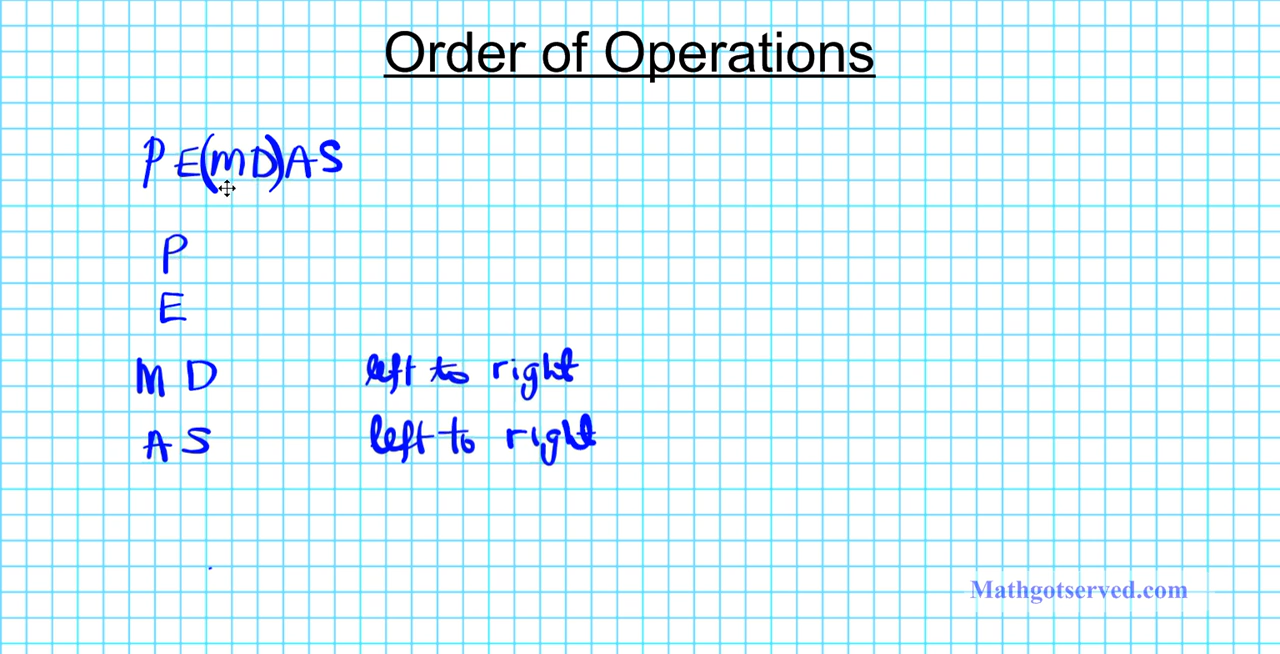 Order of Operations
PE(MD)AS
P
E
M D left to right
A S left to right
Mathgotserved.com